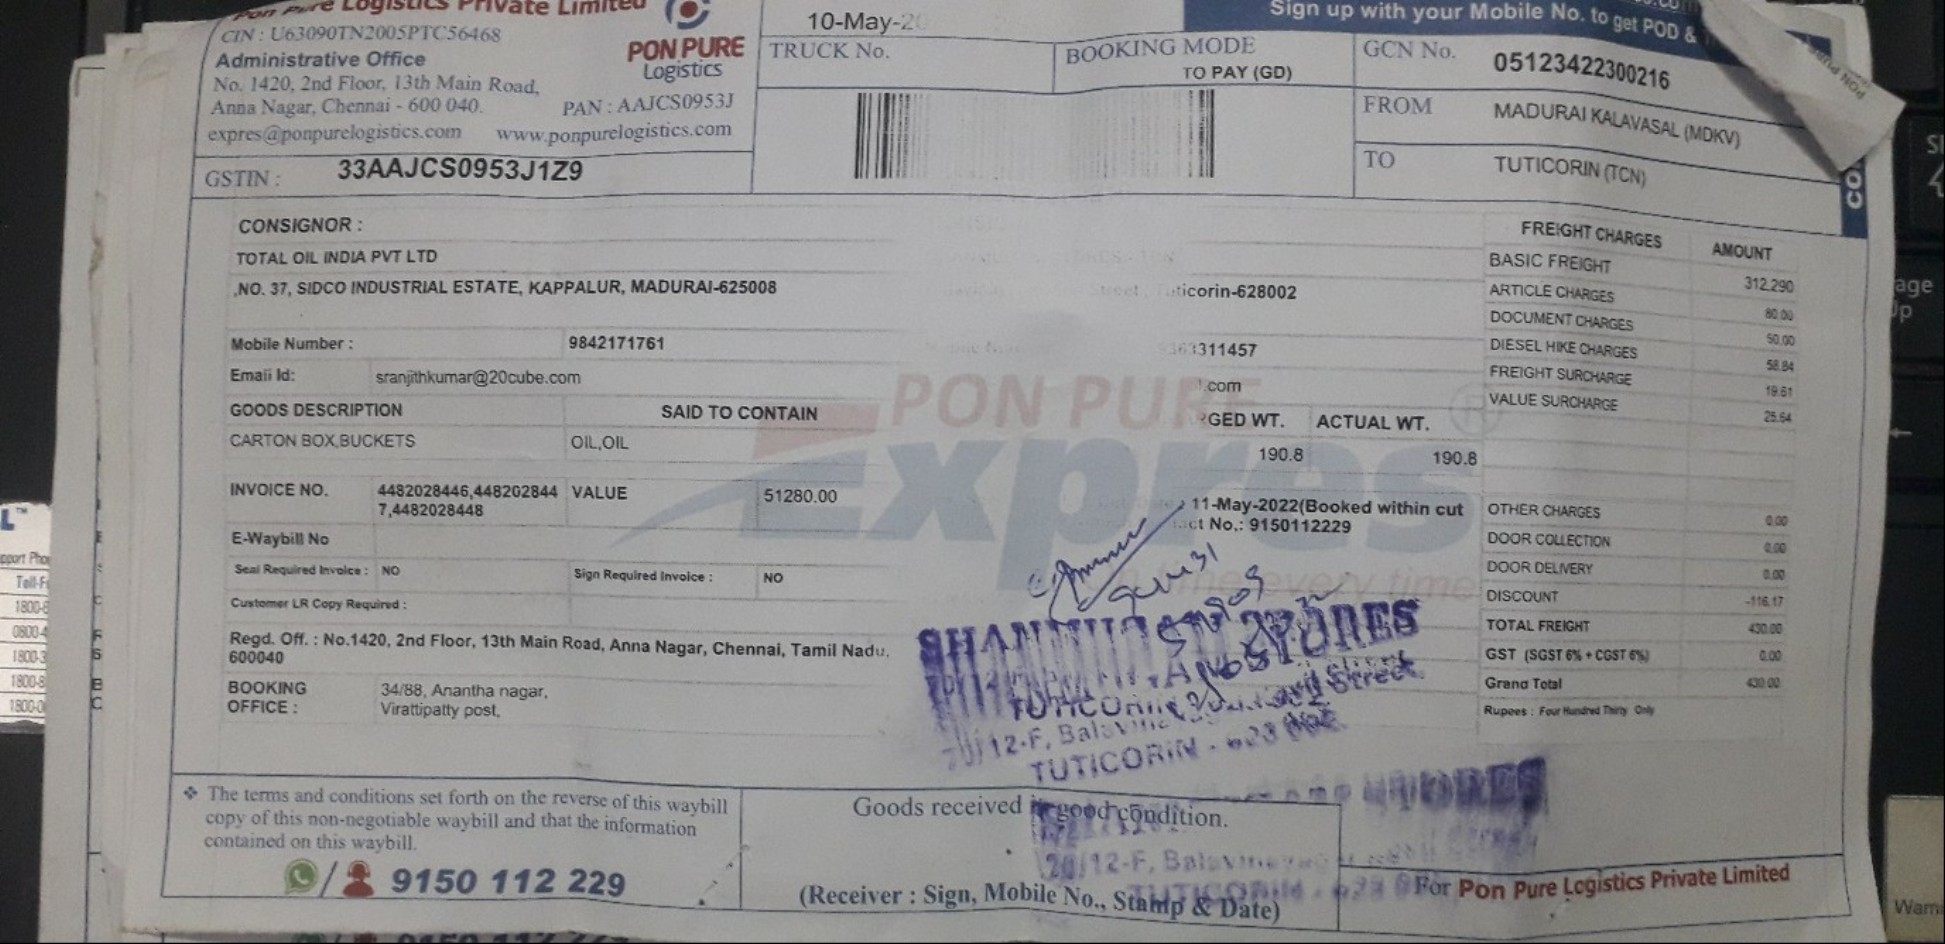 Pon Pure Logistics Private Limited
CIN : U63090TN2005PTC56468
Administrative Office
No. 1420, 2nd Floor, 13th Main Road,
Anna Nagar, Chennai - 600 040.
PAN : AAJCS0953J
expres@ponpurelogistics.com www.ponpurelogistics.com
GSTIN : 33AAJCS0953J1Z9
PON PURE
Logistics
10-May-20
TRUCK No.
BOOKING MODE
TO PAY (GD)
Sign up with your Mobile No. to get POD &
GCN No. 05123422300216
FROM MADURAI KALAVASAL (MDKV)
TO TUTICORIN (TCN)
CONSIGNOR :
TOTAL OIL INDIA PVT LTD
,NO. 37, SIDCO INDUSTRIAL ESTATE, KAPPALUR, MADURAI-625008
Street, Tuticorin-628002
Mobile Number : 9842171761
363311457
Email Id: sranjithkumar@20cube.com
.com
GOODS DESCRIPTION SAID TO CONTAIN
GED WT. ACTUAL WT.
CARTON BOX,BUCKETS OIL,OIL
190.8 190.8
INVOICE NO. 4482028446,448202844 VALUE 51280.00
7,4482028448
11-May-2022(Booked within cut
ct No.: 9150112229
E-Waybill No
Seal Required Invoice : NO Sign Required Invoice : NO
Customer LR Copy Required :
Regd. Off. : No.1420, 2nd Floor, 13th Main Road, Anna Nagar, Chennai, Tamil Nadu,
600040
BOOKING 34/88, Anantha nagar,
OFFICE : Virattipatty post,
FREIGHT CHARGES AMOUNT
BASIC FREIGHT 312.290
ARTICLE CHARGES 80.00
DOCUMENT CHARGES 50.00
DIESEL HIKE CHARGES 58.84
FREIGHT SURCHARGE 19.61
VALUE SURCHARGE 25.64
OTHER CHARGES 0.00
DOOR COLLECTION 0.00
DOOR DELIVERY 0.00
DISCOUNT -116.17
TOTAL FREIGHT 430.00
GST (SGST 6% + CGST 6%) 0.00
Grand Total 430.00
Rupees : Four Hundred Thirty Only
PON PURE
Expres
time every time
TUTICORIN
❖ The terms and conditions set forth on the reverse of this waybill
copy of this non-negotiable waybill and that the information
contained on this waybill.
9150 112 229
Goods received in good condition.
(Receiver : Sign, Mobile No., Stamp & Date)
For Pon Pure Logistics Private Limited